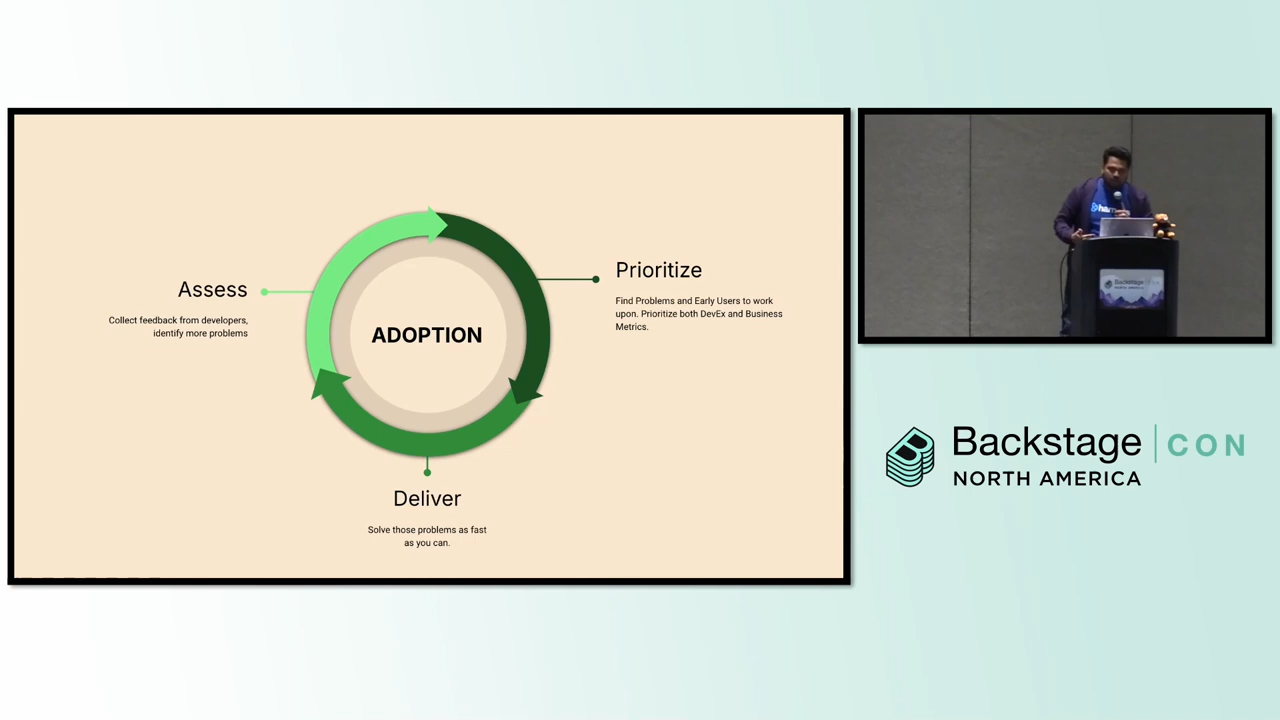 Assess
Collect feedback from developers,
identify more problems
ADOPTION
Prioritize
Find Problems and Early Users to work
upon. Prioritize both DevEx and Business
Metrics.
Deliver
Solve those problems as fast
as you can.
Backstage | CON
NORTH AMERICA